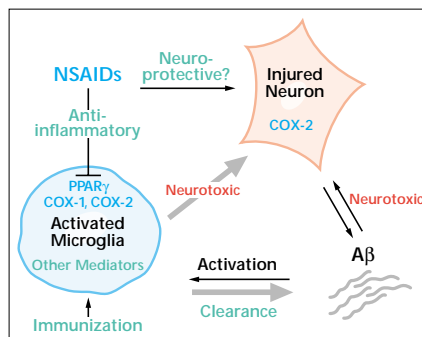 NSAIDs
Neuro-
protective?
Injured
Neuron
COX-2
Anti-
inflammatory
PPARγ
COX-1, COX-2
Activated
Microglia
Other Mediators
Neurotoxic
Neurotoxic
Aβ
Activation
Clearance
Immunization